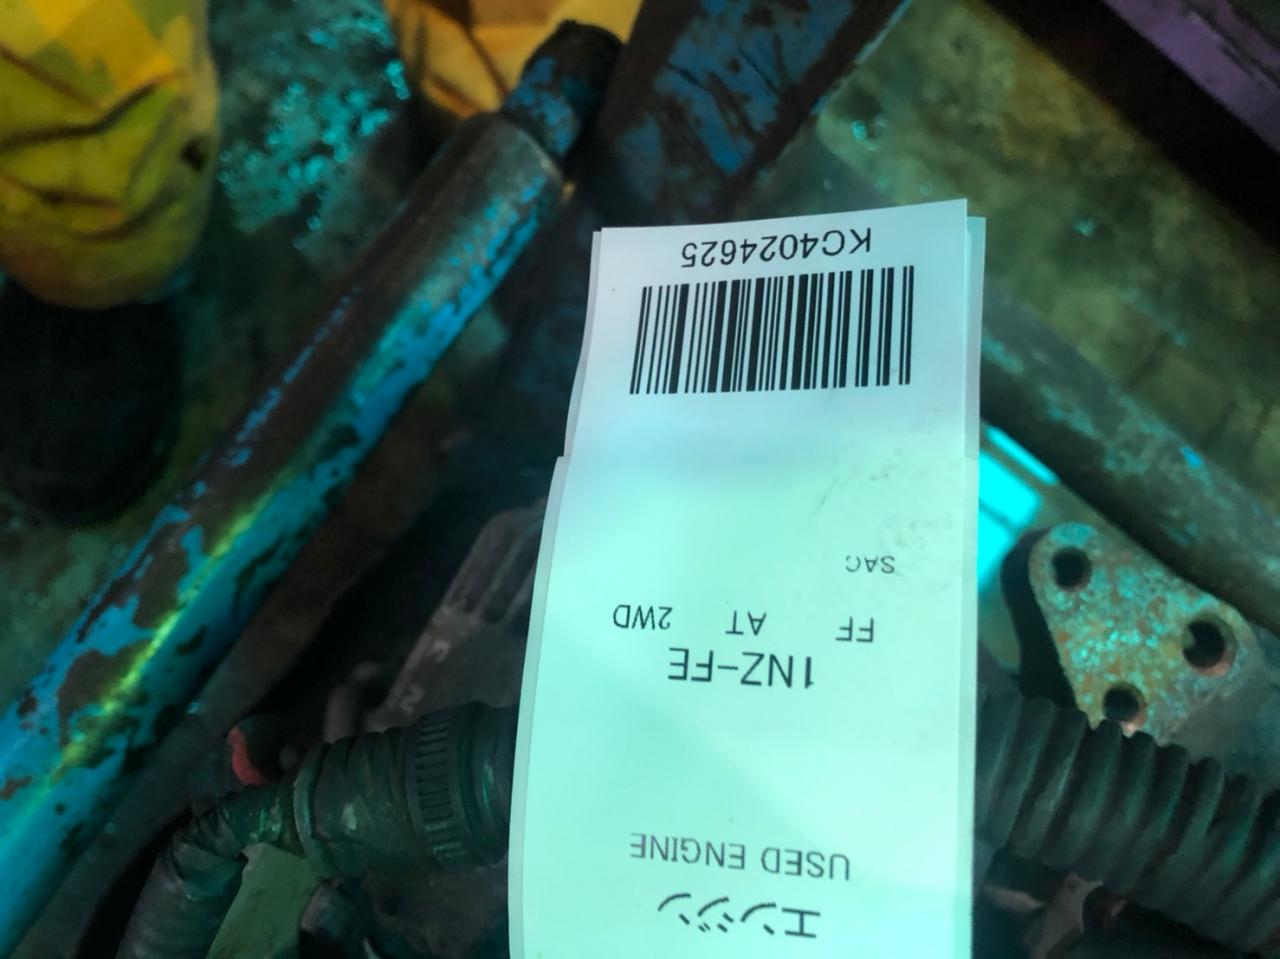 エンジン
USED ENGINE
1NZ-FE
FF AT 2WD
SAC
KC4024625